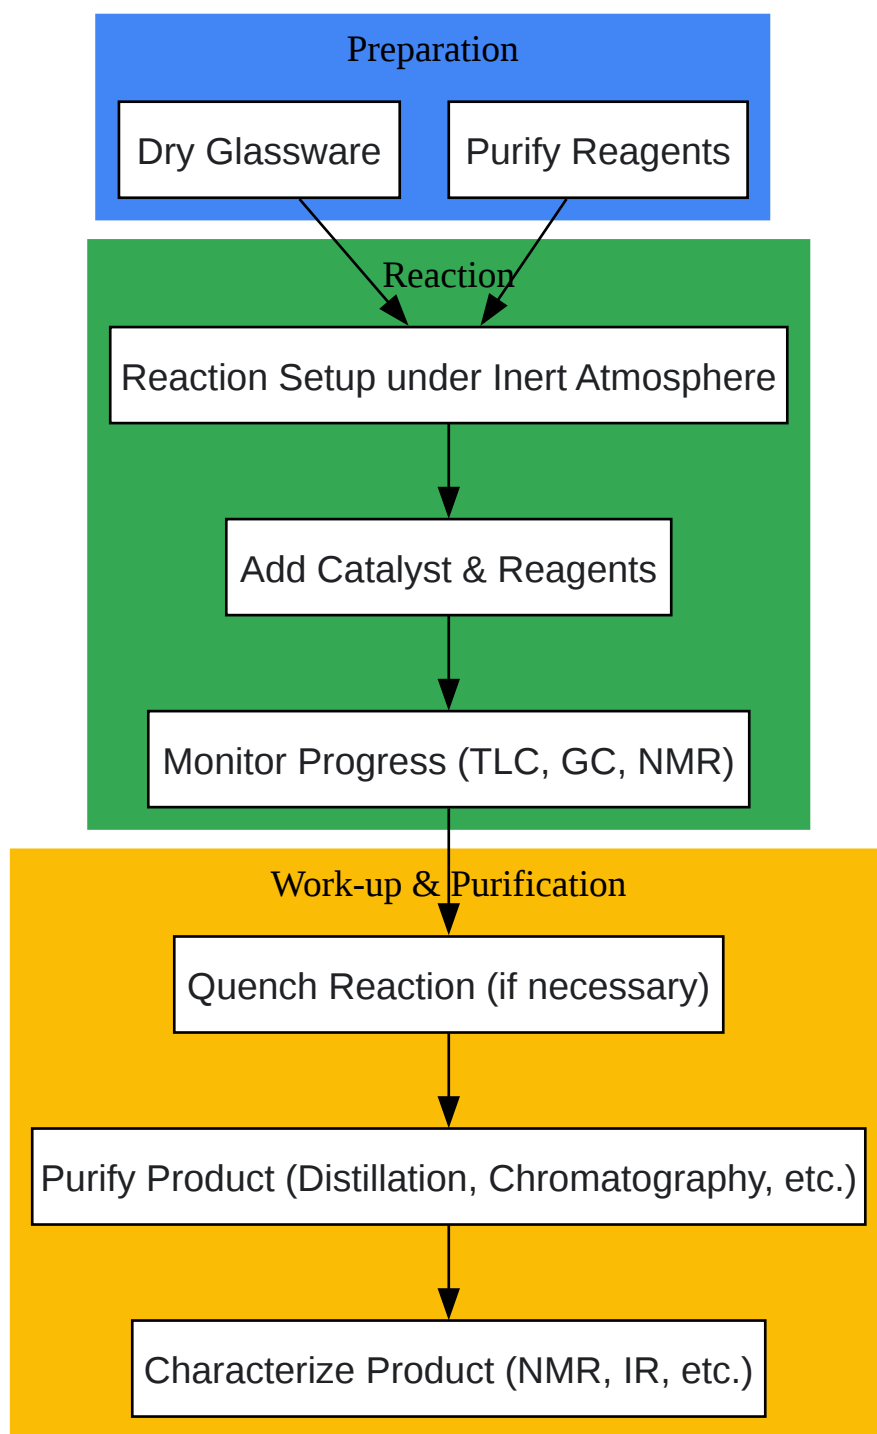 Preparation
Dry Glassware
Purify Reagents
Reaction
Reaction Setup under Inert Atmosphere
Add Catalyst & Reagents
Monitor Progress (TLC, GC, NMR)
Work-up & Purification
Quench Reaction (if necessary)
Purify Product (Distillation, Chromatography, etc.)
Characterize Product (NMR, IR, etc.)